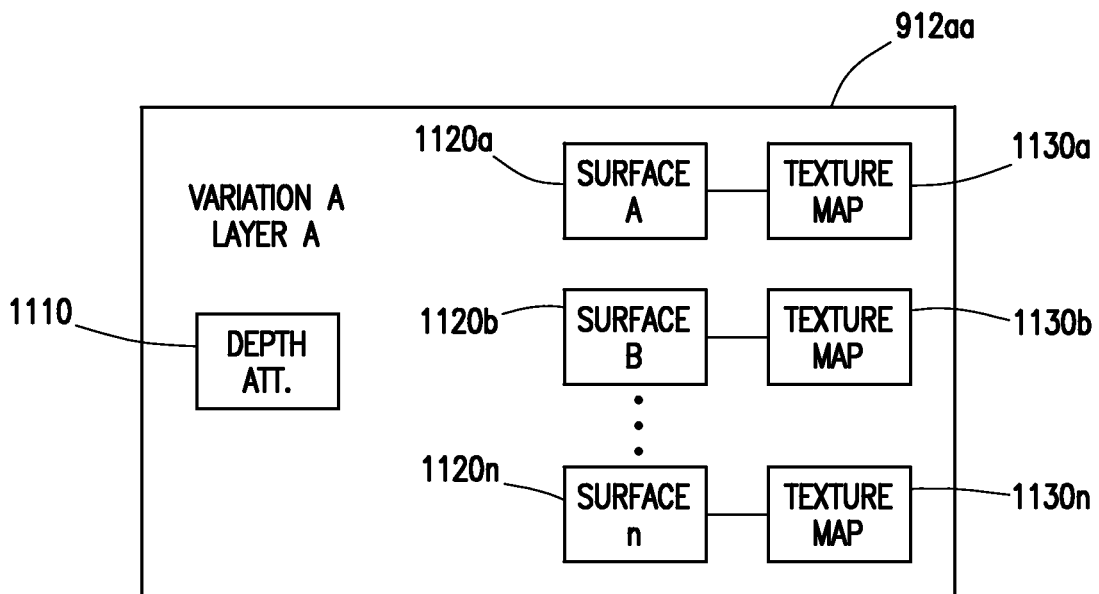 912aa
1120a
SURFACE
A
TEXTURE
MAP
1130a
VARIATION A
LAYER A
1110
DEPTH
ATT.
1120b
SURFACE
B
TEXTURE
MAP
1130b
1120n
SURFACE
n
TEXTURE
MAP
1130n